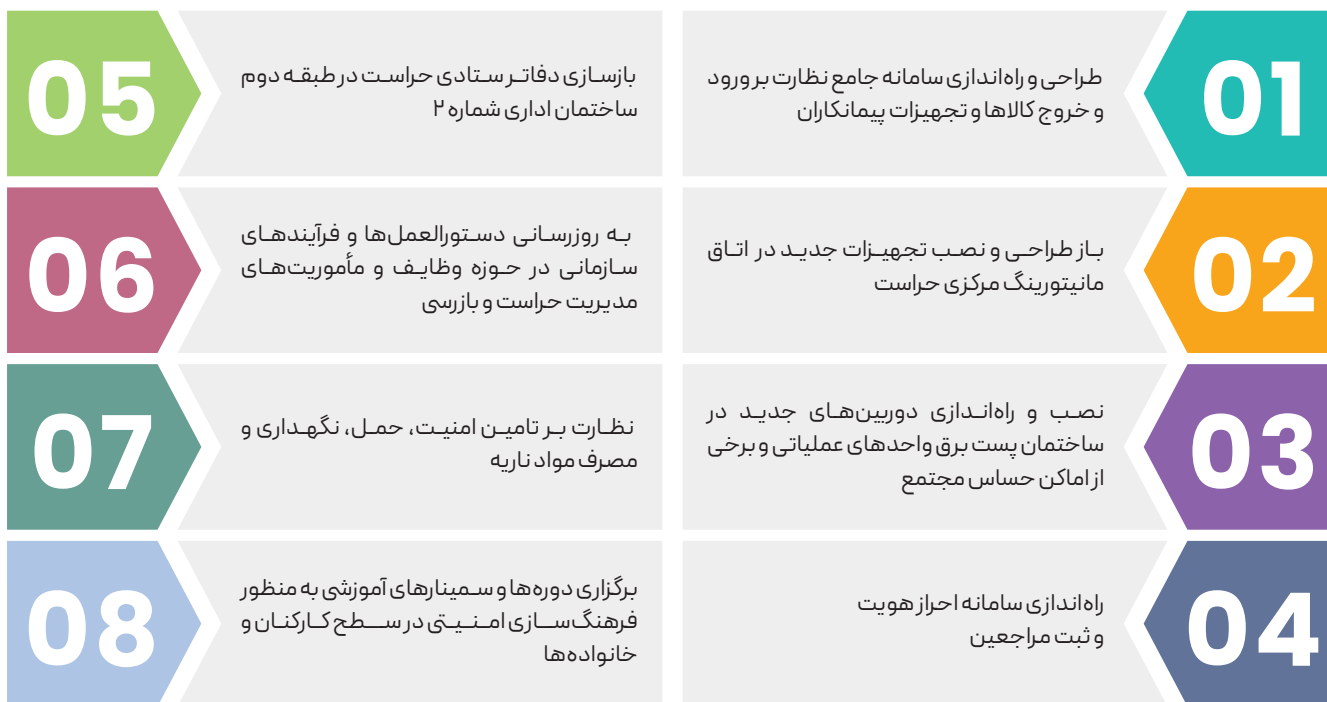 01
طراحی و راه‌اندازی سامانه جامع نظارت بر ورود
و خروج کالاها و تجهیزات پیمانکاران
02
باز طراحی و نصب تجهیزات جدید در اتاق
مانیتورینگ مرکزی حراست
03
نصب و راه‌اندازی دوربین‌های جدید در
ساختمان پست برق واحدهای عملیاتی و برخی
از اماکن حساس مجتمع
04
راه‌اندازی سامانه احراز هویت
و ثبت مراجعین
05
بازسازی دفاتر ستادی حراست در طبقه دوم
ساختمان اداری شماره ۲
06
به روزرسانی دستورالعمل‌ها و فرآیندهای
سازمانی در حوزه وظایف و مأموریت‌های
مدیریت حراست و بازرسی
07
نظارت بر تامین امنیت، حمل، نگهداری و
مصرف مواد ناریه
08
برگزاری دوره‌ها و سمینارهای آموزشی به منظور
فرهنگ‌سازی امنیتی در سطح کارکنان و
خانواده‌ها